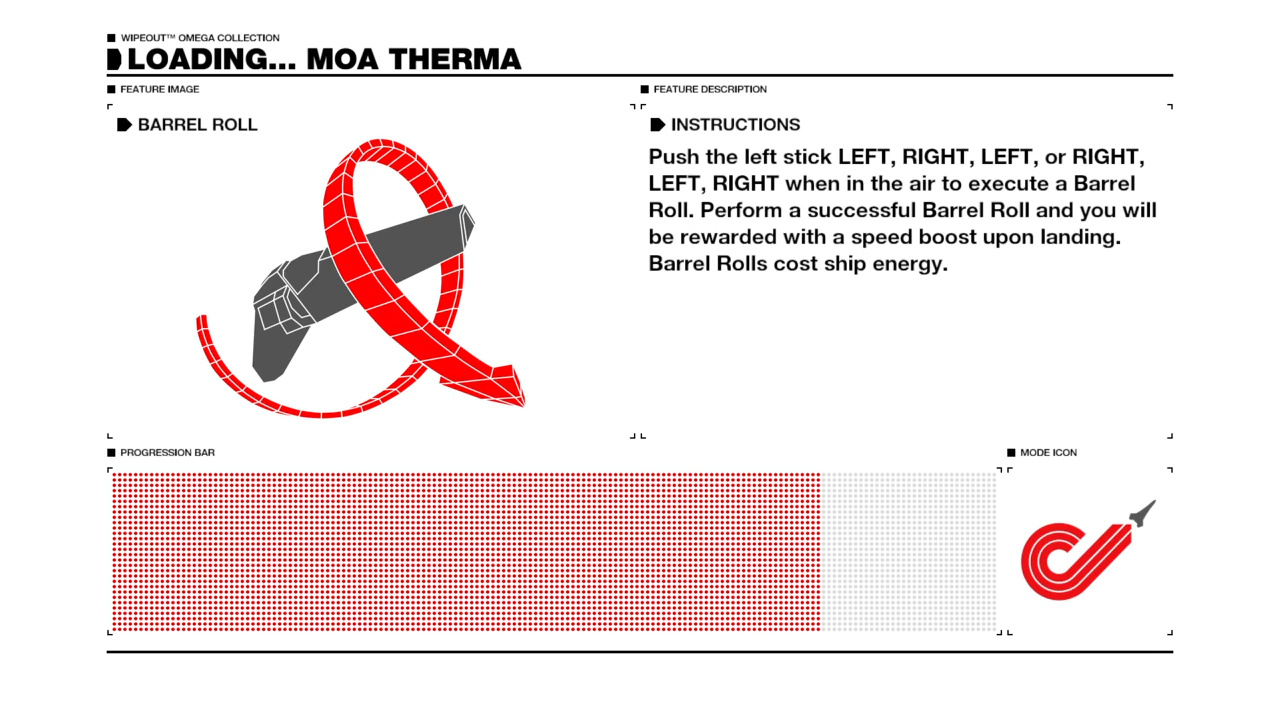 WIPEOUT™ OMEGA COLLECTION
LOADING... MOA THERMA
FEATURE IMAGE
BARREL ROLL
FEATURE DESCRIPTION
INSTRUCTIONS
Push the left stick LEFT, RIGHT, LEFT, or RIGHT,
LEFT, RIGHT when in the air to execute a Barrel
Roll. Perform a successful Barrel Roll and you will
be rewarded with a speed boost upon landing.
Barrel Rolls cost ship energy.
PROGRESSION BAR
MODE ICON